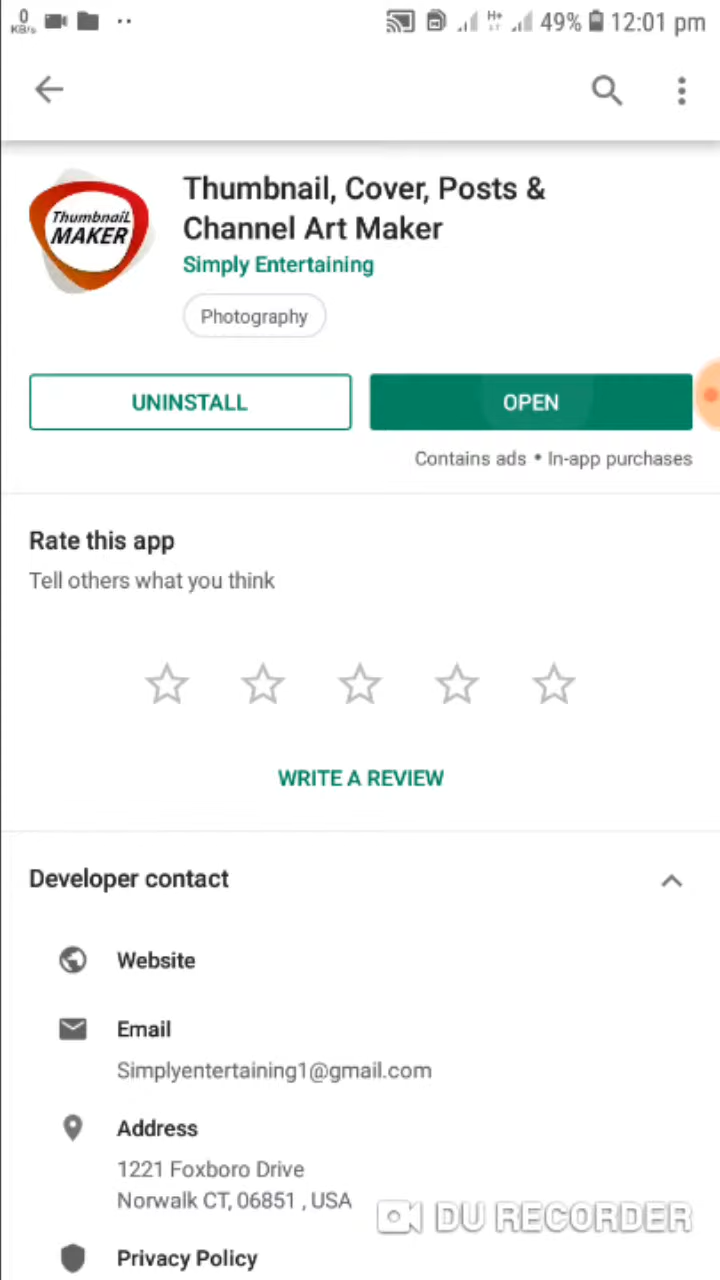 0
KB/s
H+
49%
12:01 pm
Thumbnail
MAKER
Thumbnail, Cover, Posts &
Channel Art Maker
Simply Entertaining
Photography
UNINSTALL
OPEN
Contains ads • In-app purchases
Rate this app
Tell others what you think
WRITE A REVIEW
Developer contact
Website
Email
Simplyentertaining1@gmail.com
Address
1221 Foxboro Drive
Norwalk CT, 06851 , USA
DU RECORDER
Privacy Policy